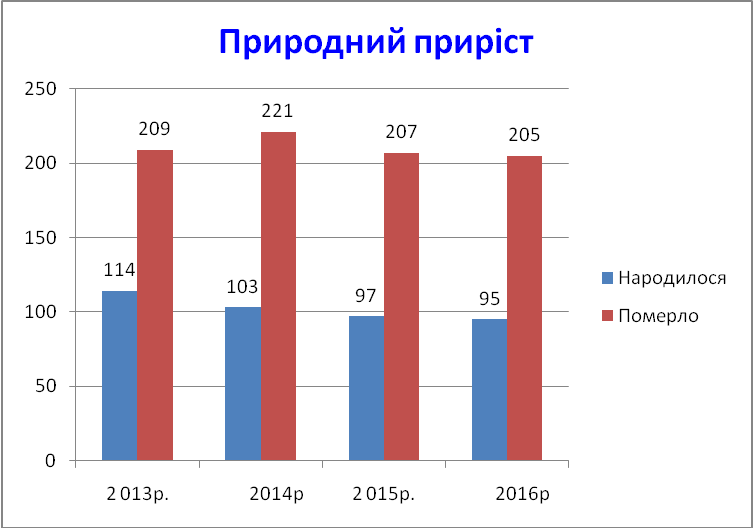 Природний приріст
250
200
150
100
50
0
209
221
207
205
114
103
97
95
2 013р.
2014р
2 015р.
2016р
Народилося
Померло